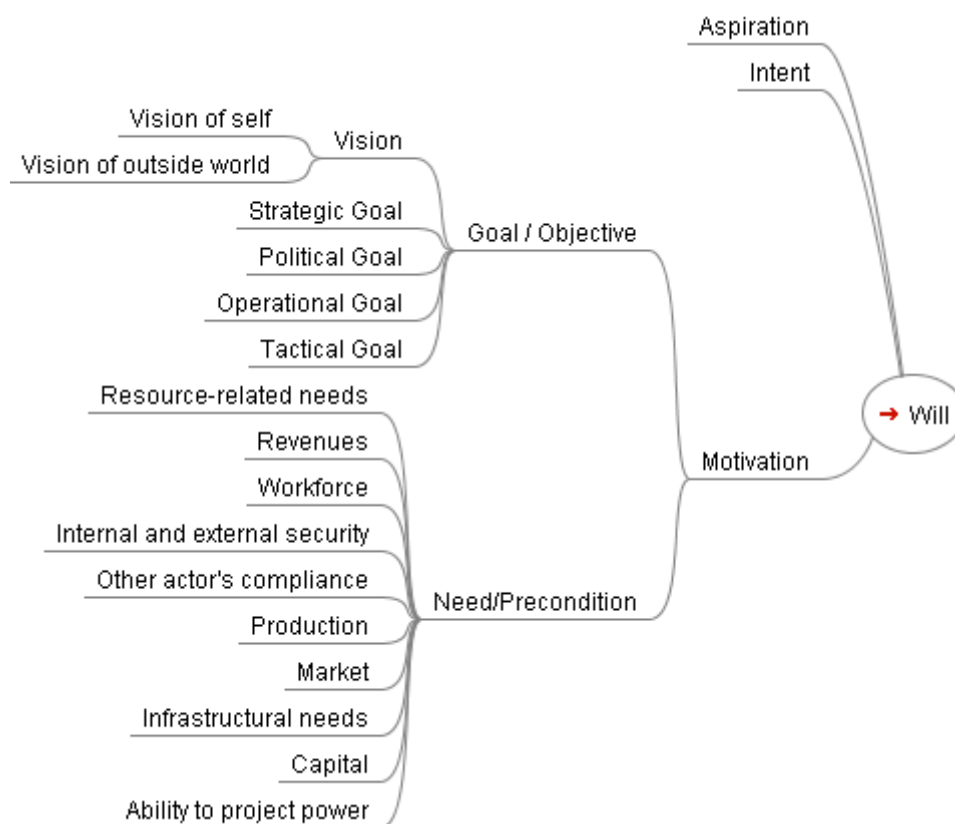 Aspiration
Intent
Vision of self
Vision
Vision of outside world
Strategic Goal
Goal / Objective
Political Goal
Operational Goal
Tactical Goal
Resource-related needs
Will
Revenues
Motivation
Workforce
Internal and external security
Other actor's compliance
Need/Precondition
Production
Market
Infrastructural needs
Capital
Ability to project power